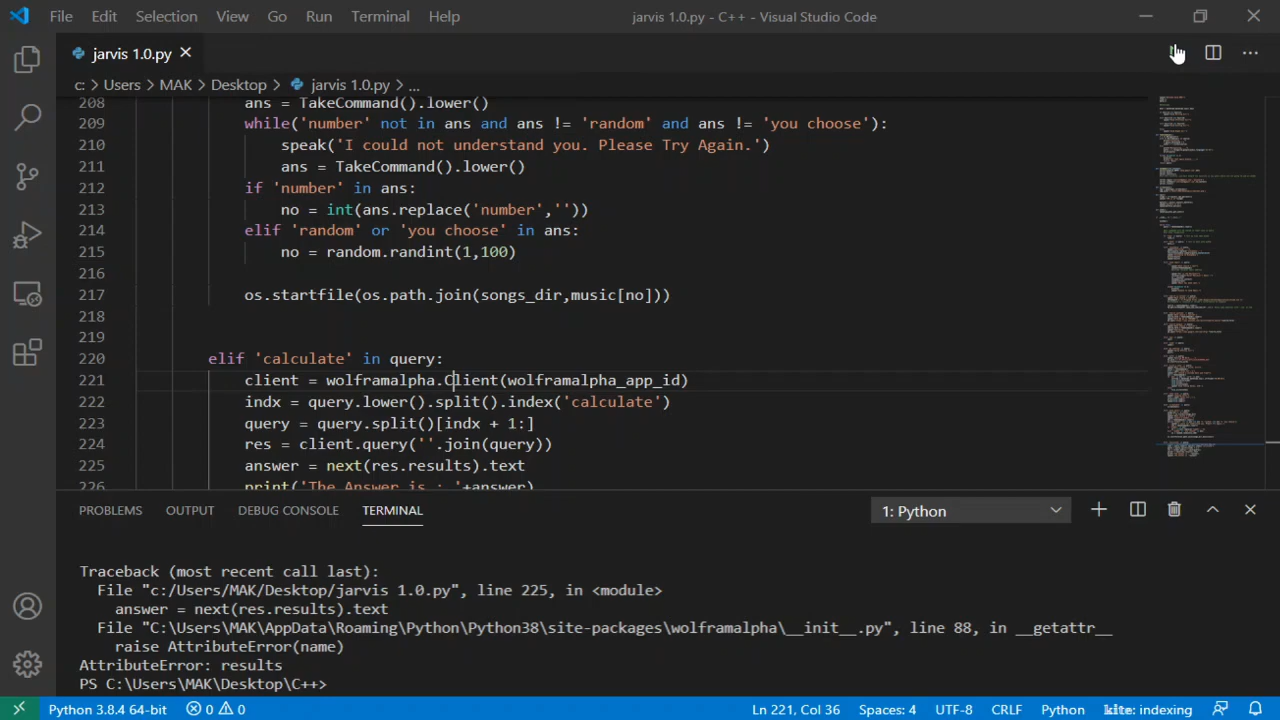 File Edit Selection View Go Run Terminal Help jarvis 1.0.py - C++ - Visual Studio Code
jarvis 1.0.py
c: > Users > MAK > Desktop > jarvis 1.0.py > ...
208 ans = TakeCommand().lower()
209 while('number' not in ans and ans != 'random' and ans != 'you choose'):
210 speak('I could not understand you. Please Try Again.')
211 ans = TakeCommand().lower()
212 if 'number' in ans:
213 no = int(ans.replace('number',''))
214 elif 'random' or 'you choose' in ans:
215 no = random.randint(1,100)
216
217 os.startfile(os.path.join(songs_dir,music[no]))
218
219
220 elif 'calculate' in query:
221 client = wolframalpha.Client(wolframalpha_app_id)
222 indx = query.lower().split().index('calculate')
223 query = query.split()[indx + 1:]
224 res = client.query(''.join(query))
225 answer = next(res.results).text
226 print('The Answer is : '+answer)
PROBLEMS OUTPUT DEBUG CONSOLE TERMINAL 1: Python
Traceback (most recent call last):
File "c:/Users/MAK/Desktop/jarvis 1.0.py", line 225, in <module>
answer = next(res.results).text
File "C:\Users\MAK\AppData\Roaming\Python\Python38\site-packages\wolframalpha\__init__.py", line 88, in __getattr__
raise AttributeError(name)
AttributeError: results
PS C:\Users\MAK\Desktop\C++>
Python 3.8.4 64-bit 0 0 Ln 221, Col 36 Spaces: 4 UTF-8 CRLF Python kite: indexing